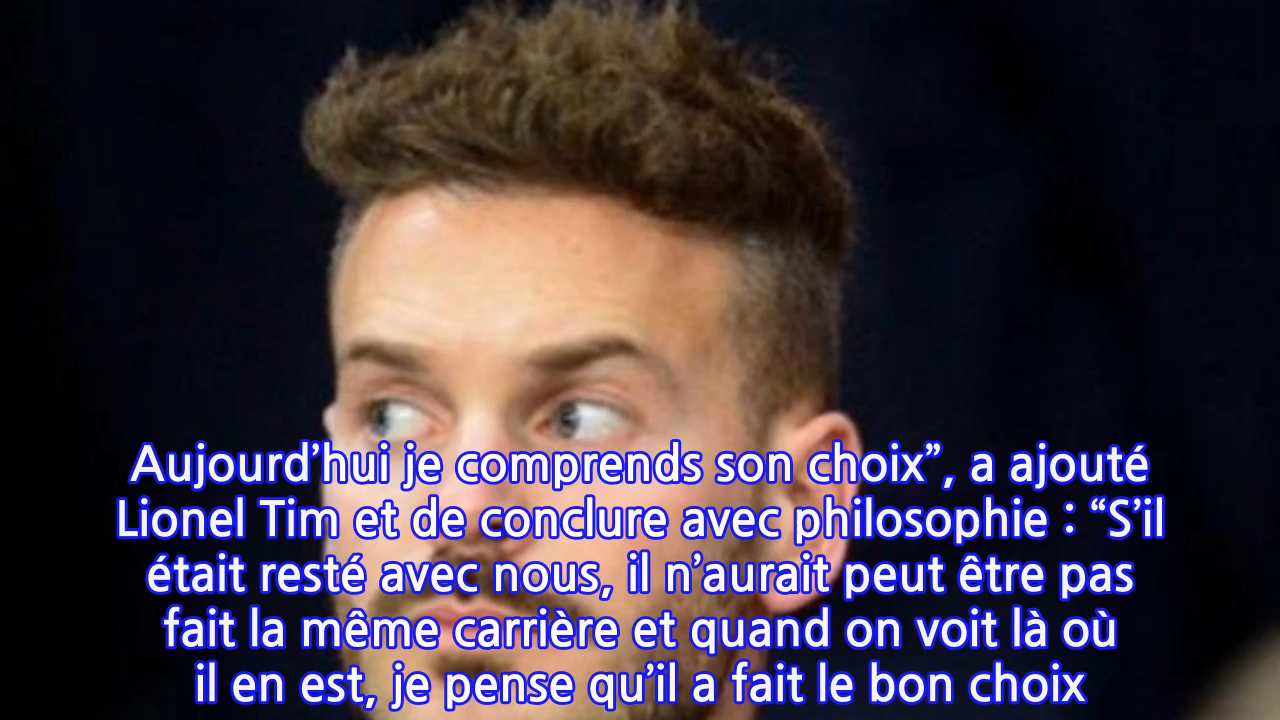 Aujourd’hui je comprends son choix”, a ajouté
Lionel Tim et de conclure avec philosophie : “S’il
était resté avec nous, il n’aurait peut être pas
fait la même carrière et quand on voit là où
il en est, je pense qu’il a fait le bon choix